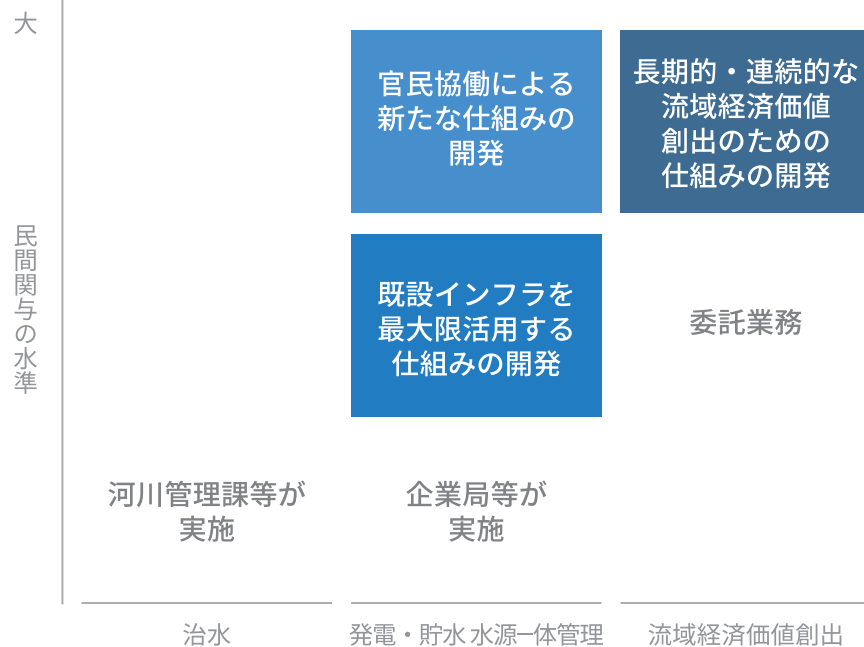 大
民間関与の水準
官民協働による
新たな仕組みの
開発
長期的・連続的な
流域経済価値
創出のための
仕組みの開発
既設インフラを
最大限活用する
仕組みの開発
委託業務
河川管理課等が
実施
企業局等が
実施
治水
発電・貯水 水源一体管理
流域経済価値創出